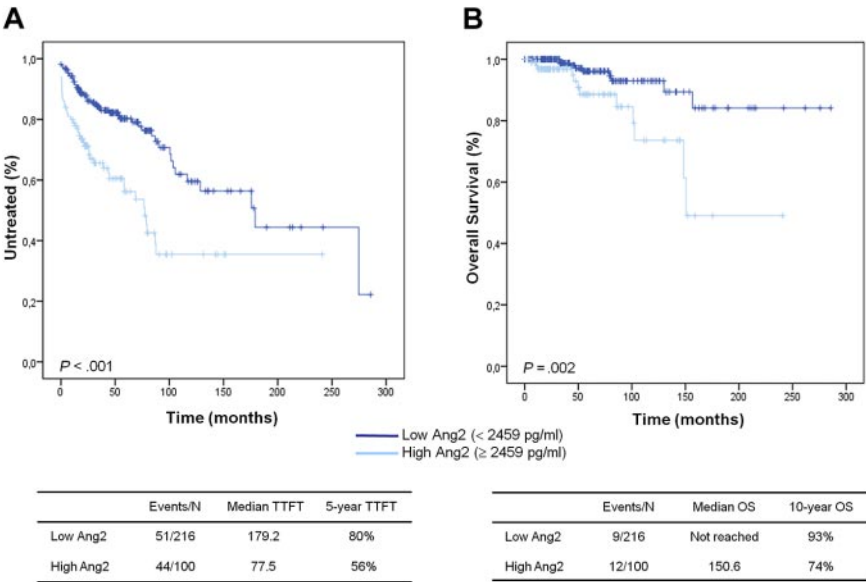 A
B
1,0
0,8
0,6
0,4
0,2
0,0
Untreated (%)
P < .001
0 50 100 150 200 250 300
Time (months)
1,0
0,8
0,6
0,4
0,2
0,0
Overall Survival (%)
P = .002
0 50 100 150 200 250 300
Time (months)
Low Ang2 (< 2459 pg/ml)
High Ang2 (≥ 2459 pg/ml)
Events/N Median TTFT 5-year TTFT
Low Ang2 51/216 179.2 80%
High Ang2 44/100 77.5 56%
Events/N Median OS 10-year OS
Low Ang2 9/216 Not reached 93%
High Ang2 12/100 150.6 74%